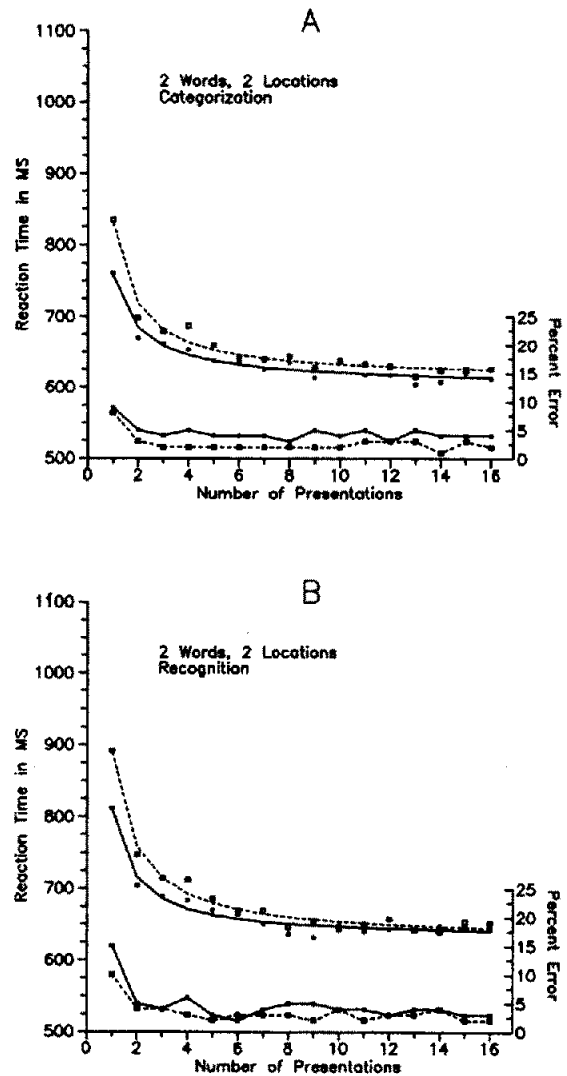 A
2 Words, 2 Locations
Categorization
Reaction Time in MS
1100
1000
900
800
700
600
500
25
20
15
10
5
0
Percent Error
0 2 4 6 8 10 12 14 16
Number of Presentations
B
2 Words, 2 Locations
Recognition
Reaction Time in MS
1100
1000
900
800
700
600
500
25
20
15
10
5
0
Percent Error
0 2 4 6 8 10 12 14 16
Number of Presentations